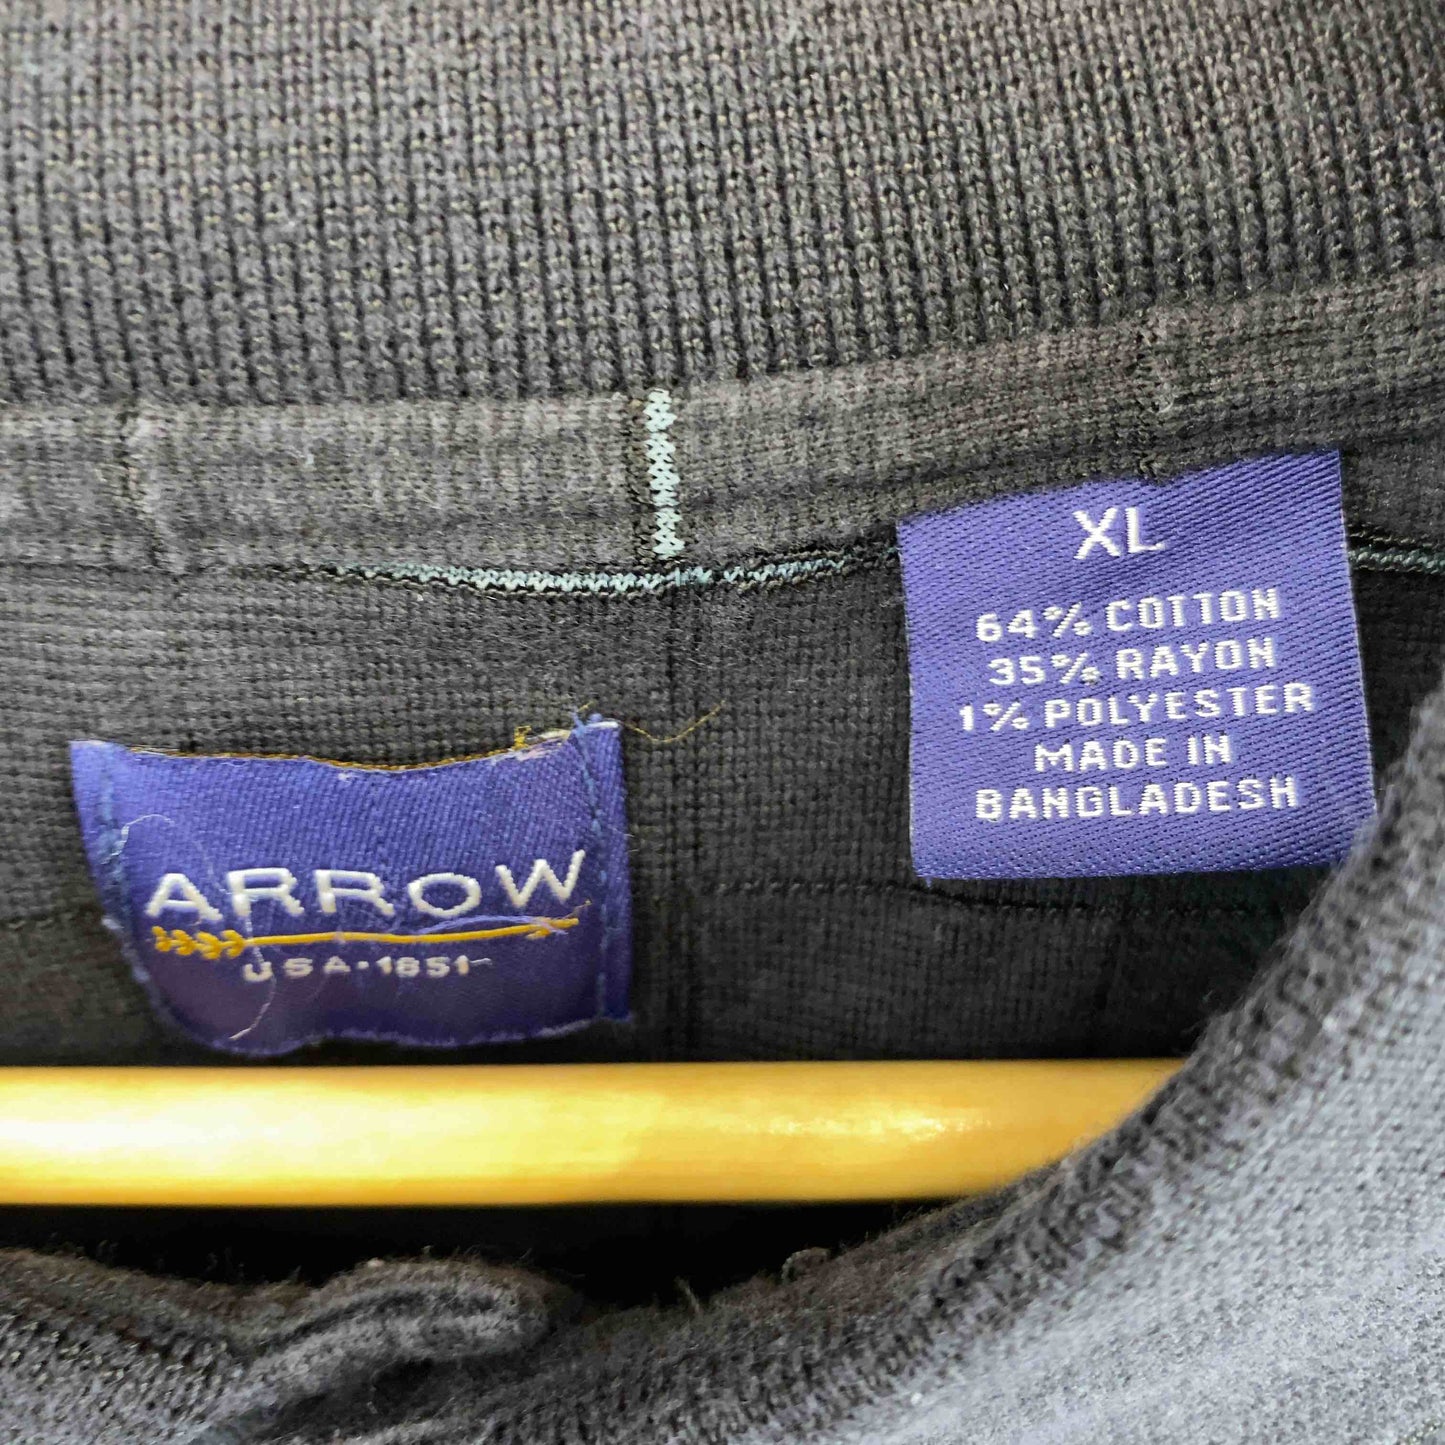 XL
64% COTTON
35% RAYON
1% POLYESTER
MADE IN
BANGLADESH
ARROW
USA·1851